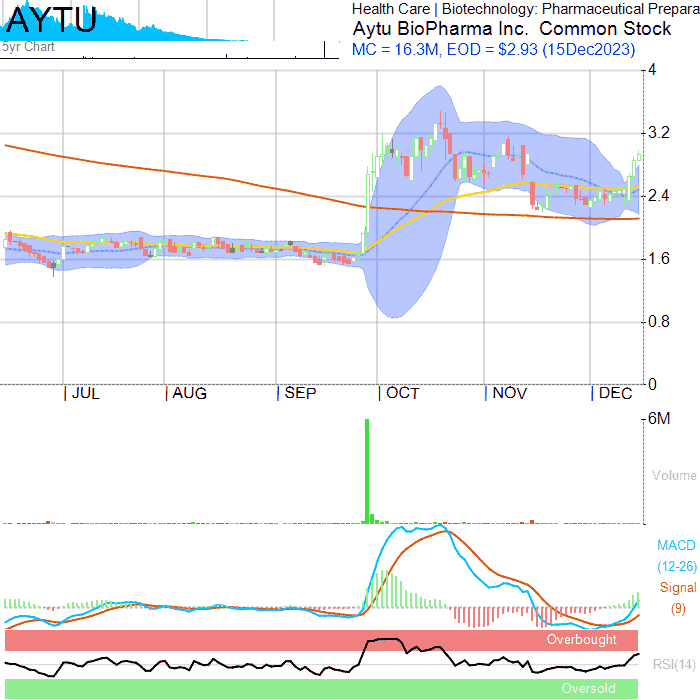 AYTU
5yr Chart
Health Care | Biotechnology: Pharmaceutical Prepara
Aytu BioPharma Inc. Common Stock
MC = 16.3M, EOD = $2.93 (15Dec2023)
4
3.2
2.4
1.6
0.8
0
JUL
AUG
SEP
OCT
NOV
DEC
6M
Volume
MACD
(12-26)
Signal
(9)
Overbought
RSI(14)
Oversold